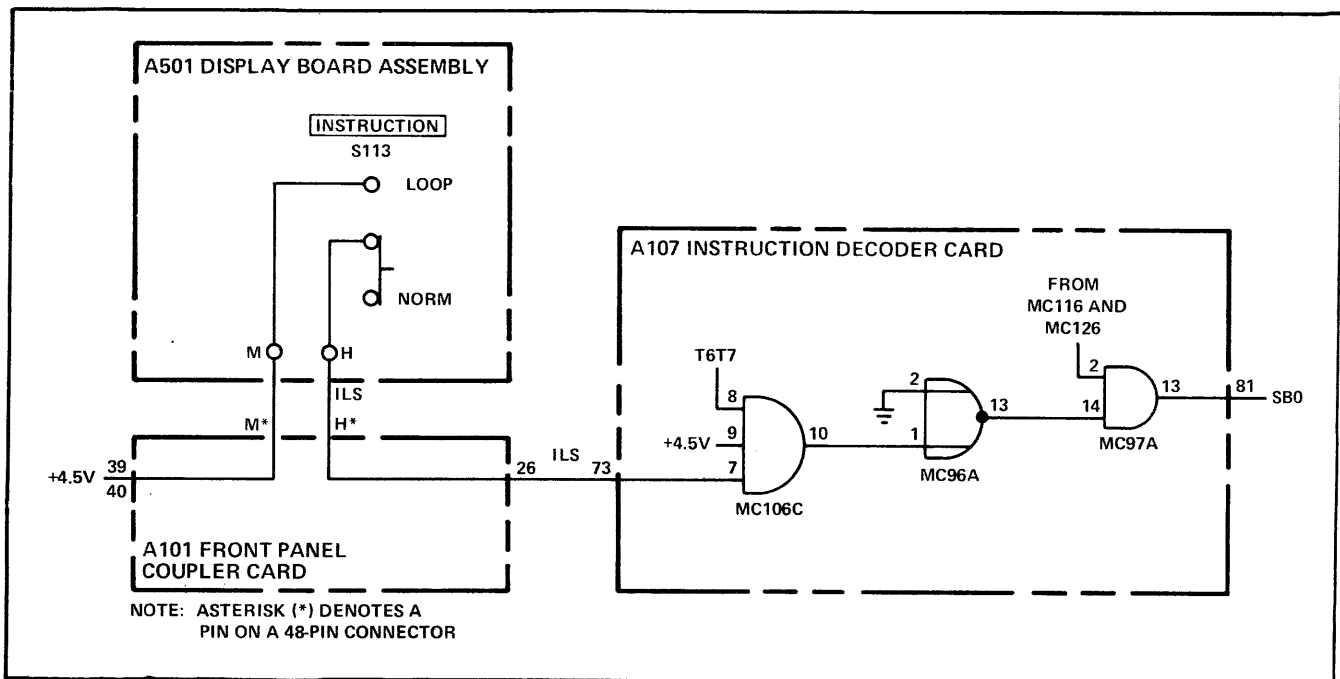 A501 DISPLAY BOARD ASSEMBLY
INSTRUCTION
S113
LOOP
NORM
M
H
ILS
M*
H*
+4.5V
39
40
26
ILS
73
A101 FRONT PANEL
COUPLER CARD
NOTE: ASTERISK (*) DENOTES A
PIN ON A 48-PIN CONNECTOR
A107 INSTRUCTION DECODER CARD
FROM
MC116 AND
MC126
T6T7
8
+4.5V
9
7
10
MC106C
2
1
13
MC96A
2
14
13
MC97A
81
SB0